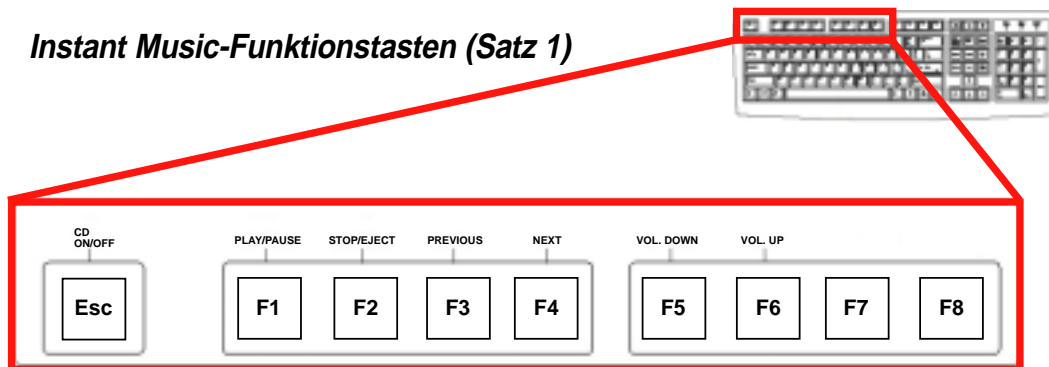 Instant Music-Funktionstasten (Satz 1)
CD
ON/OFF
PLAY/PAUSE STOP/EJECT PREVIOUS NEXT VOL. DOWN VOL. UP
Esc F1 F2 F3 F4 F5 F6 F7 F8